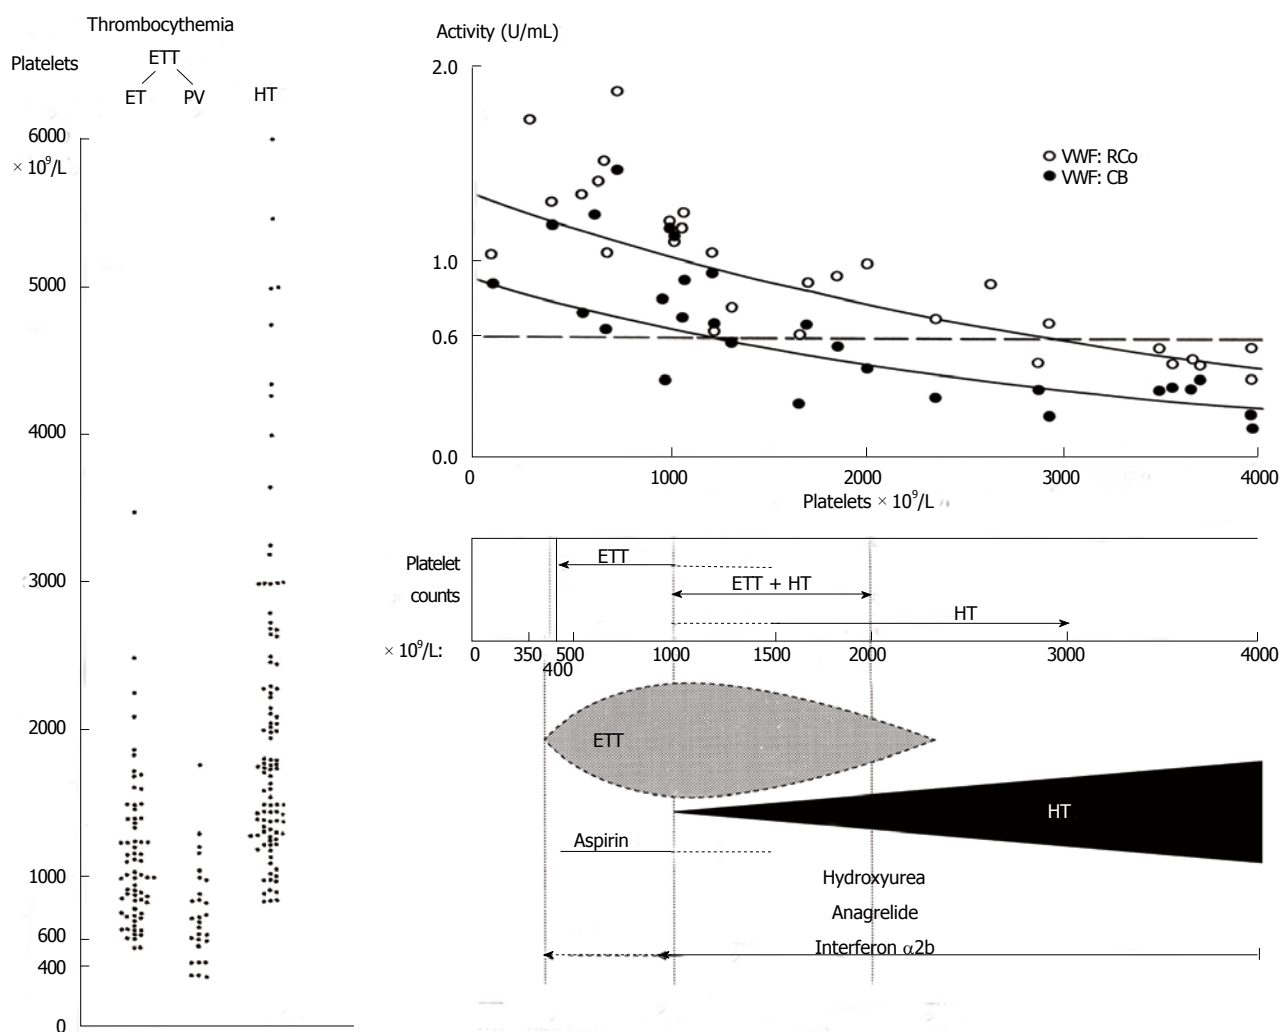 Thrombocythemia
ETT
Platelets
ET PV HT
6000
× 10⁹/L
5000
4000
3000
2000
1000
600
400
0
Activity (U/mL)
2.0
1.0
0.6
0.0
VWF: RCo
VWF: CB
0 1000 2000 3000 4000
Platelets × 10⁹/L
Platelet
counts
ETT
ETT + HT
HT
× 10⁹/L: 0 350 500 1000 1500 2000 3000 4000
400
ETT
HT
Aspirin
Hydroxyurea
Anagrelide
Interferon α2b